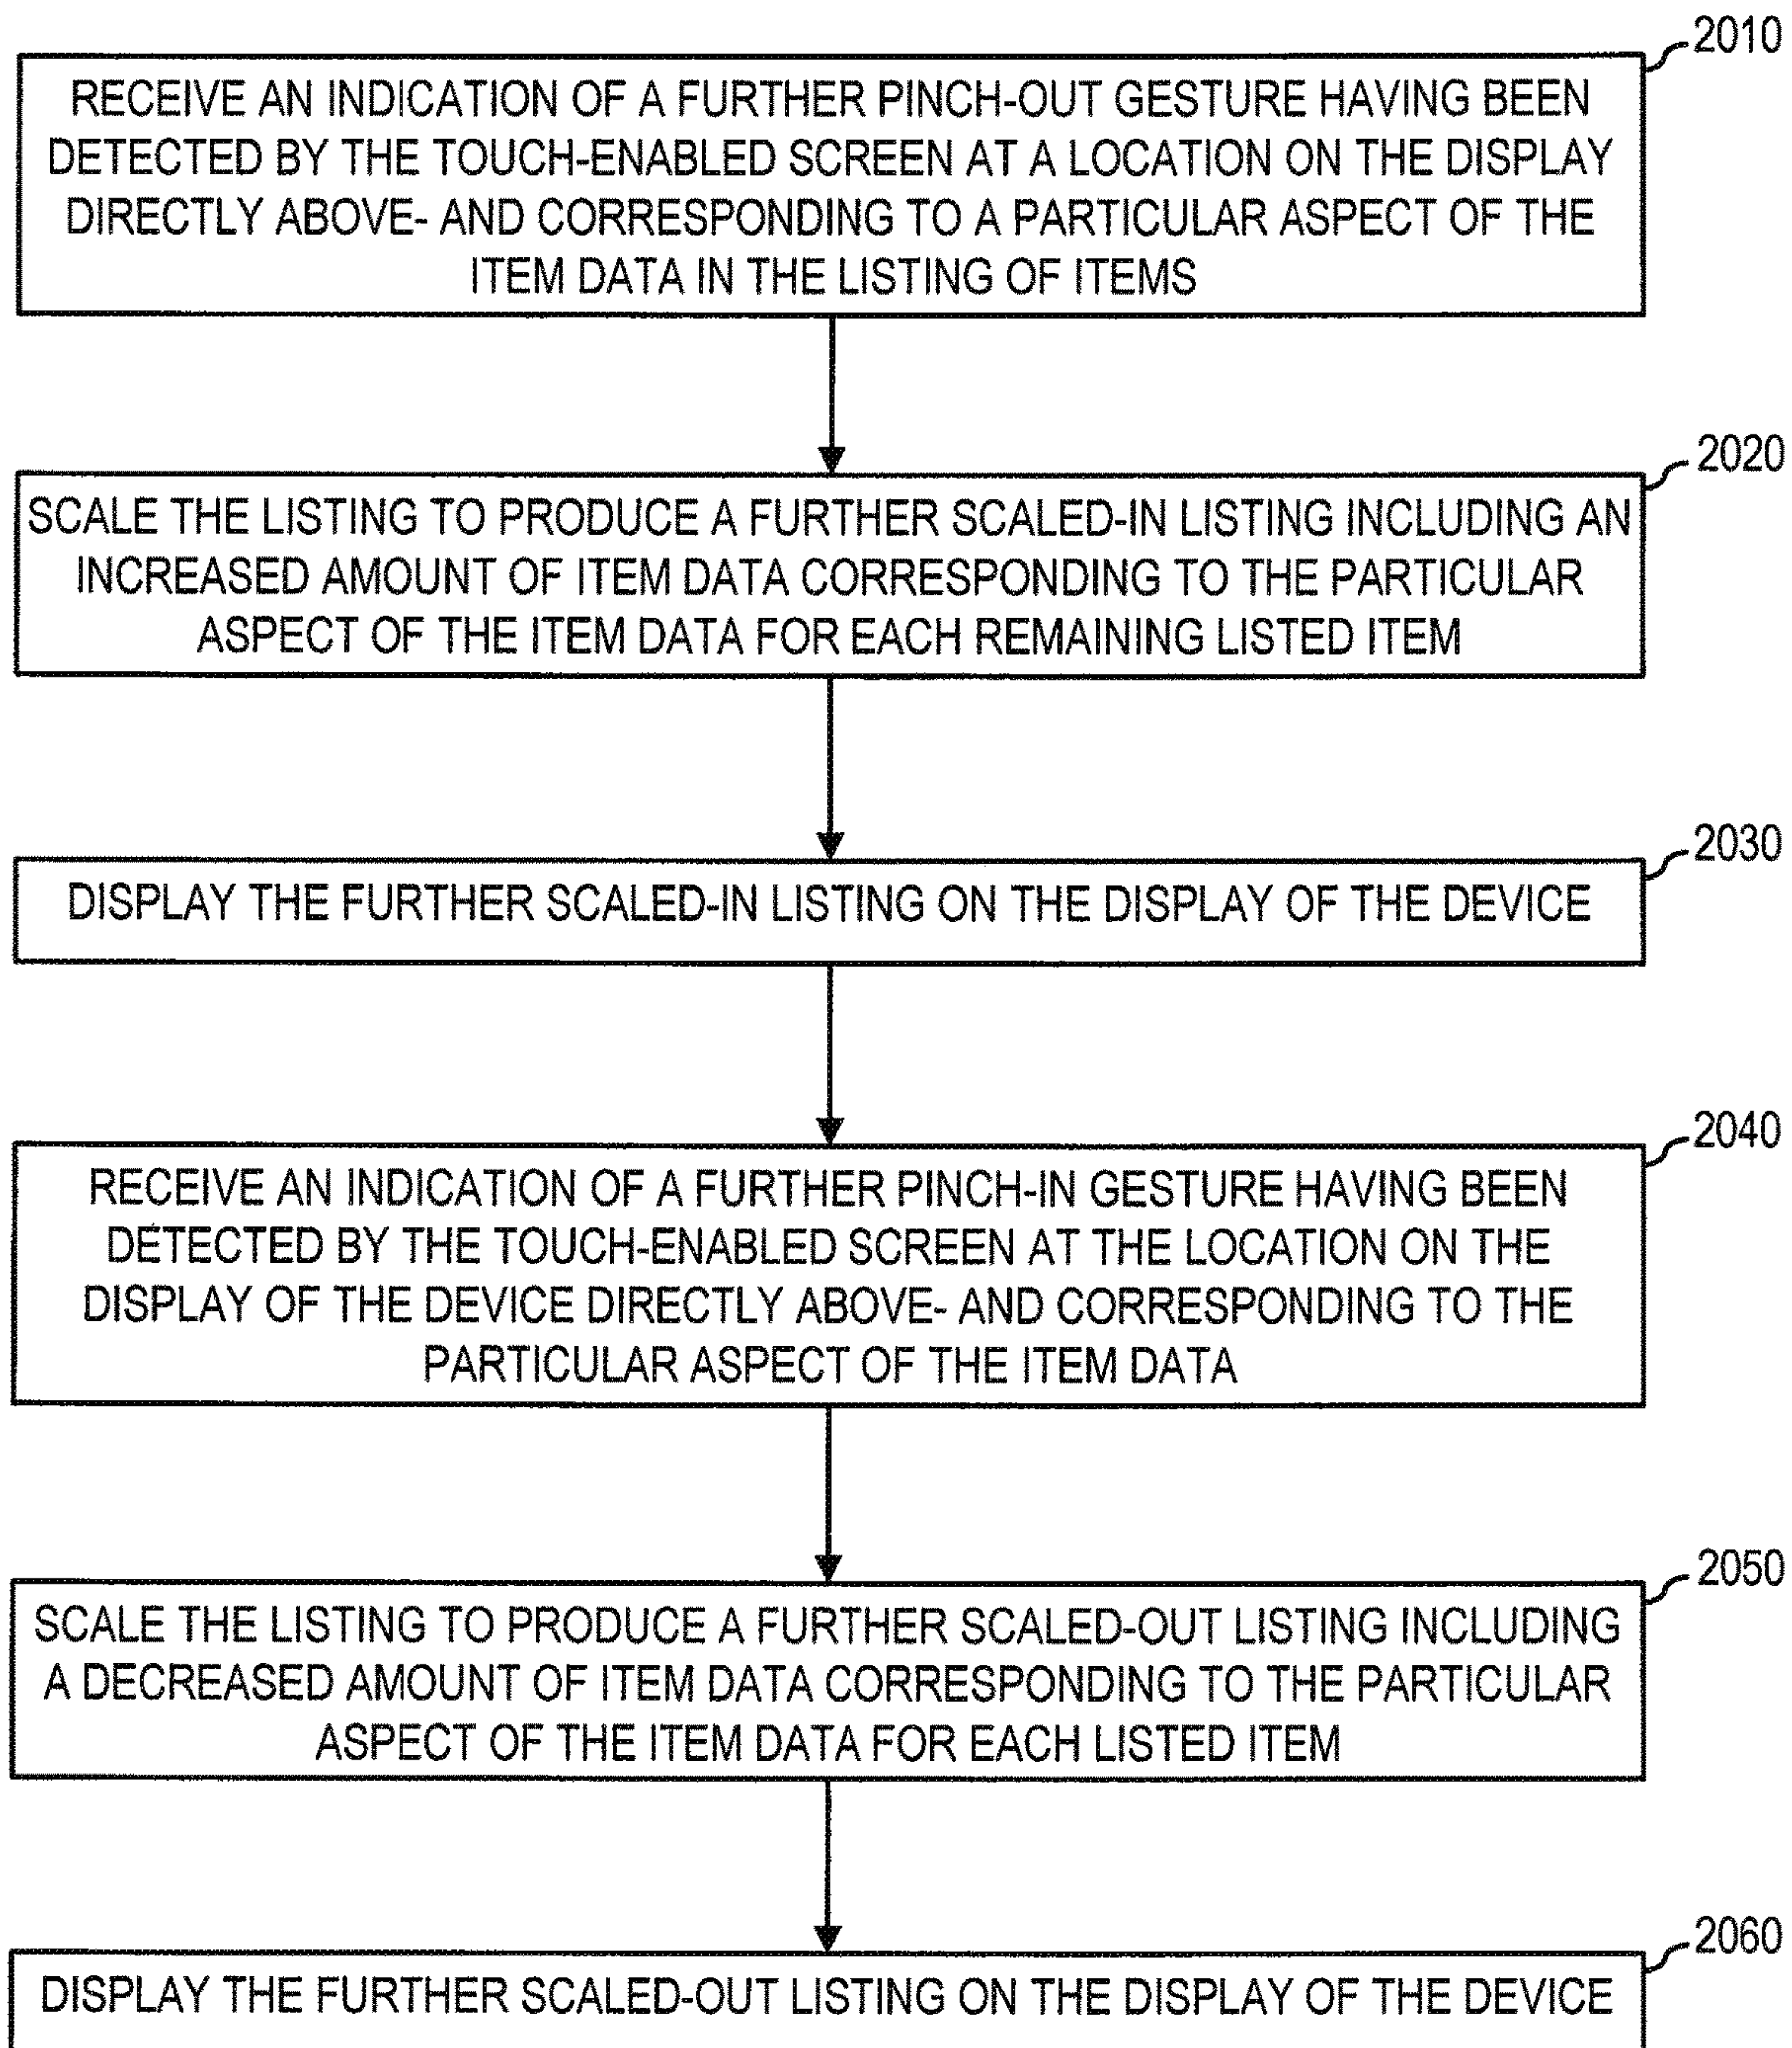 2010
RECEIVE AN INDICATION OF A FURTHER PINCH-OUT GESTURE HAVING BEEN
DETECTED BY THE TOUCH-ENABLED SCREEN AT A LOCATION ON THE DISPLAY
DIRECTLY ABOVE- AND CORRESPONDING TO A PARTICULAR ASPECT OF THE
ITEM DATA IN THE LISTING OF ITEMS
2020
SCALE THE LISTING TO PRODUCE A FURTHER SCALED-IN LISTING INCLUDING AN
INCREASED AMOUNT OF ITEM DATA CORRESPONDING TO THE PARTICULAR
ASPECT OF THE ITEM DATA FOR EACH REMAINING LISTED ITEM
2030
DISPLAY THE FURTHER SCALED-IN LISTING ON THE DISPLAY OF THE DEVICE
2040
RECEIVE AN INDICATION OF A FURTHER PINCH-IN GESTURE HAVING BEEN
DETECTED BY THE TOUCH-ENABLED SCREEN AT THE LOCATION ON THE
DISPLAY OF THE DEVICE DIRECTLY ABOVE- AND CORRESPONDING TO THE
PARTICULAR ASPECT OF THE ITEM DATA
2050
SCALE THE LISTING TO PRODUCE A FURTHER SCALED-OUT LISTING INCLUDING
A DECREASED AMOUNT OF ITEM DATA CORRESPONDING TO THE PARTICULAR
ASPECT OF THE ITEM DATA FOR EACH LISTED ITEM
2060
DISPLAY THE FURTHER SCALED-OUT LISTING ON THE DISPLAY OF THE DEVICE